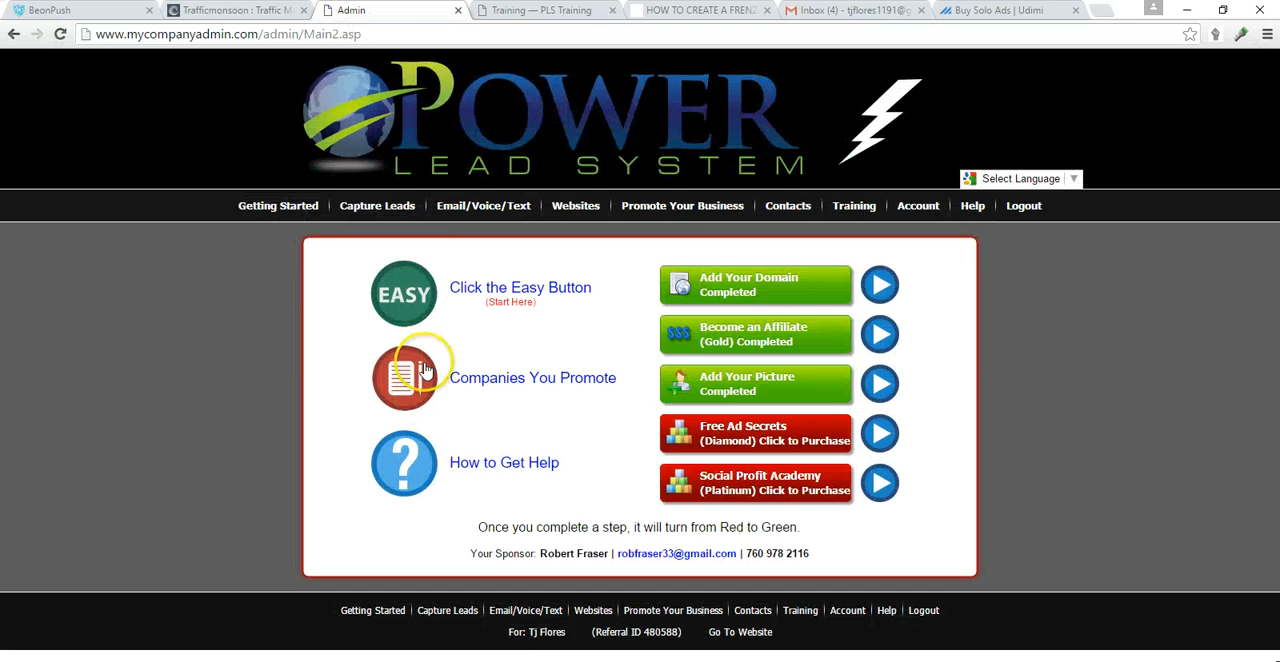 BeonPush
Trafficmonsoon : Traffic M
Admin
Training — PLS Training
HOW TO CREATE A FRENZ
Inbox (4) - tjflores1191@g
Buy Solo Ads | Udimi
www.mycompanyadmin.com/admin/Main2.asp
POWER
LEAD SYSTEM
Select Language
Getting Started
Capture Leads
Email/Voice/Text
Websites
Promote Your Business
Contacts
Training
Account
Help
Logout
EASY
Click the Easy Button
(Start Here)
Companies You Promote
?
How to Get Help
Add Your Domain
Completed
$$$
Become an Affiliate
(Gold) Completed
Add Your Picture
Completed
Free Ad Secrets
(Diamond) Click to Purchase
Social Profit Academy
(Platinum) Click to Purchase
Once you complete a step, it will turn from Red to Green.
Your Sponsor: Robert Fraser | robfraser33@gmail.com | 760 978 2116
Getting Started
Capture Leads
Email/Voice/Text
Websites
Promote Your Business
Contacts
Training
Account
Help
Logout
For: Tj Flores (Referral ID 480588) Go To Website